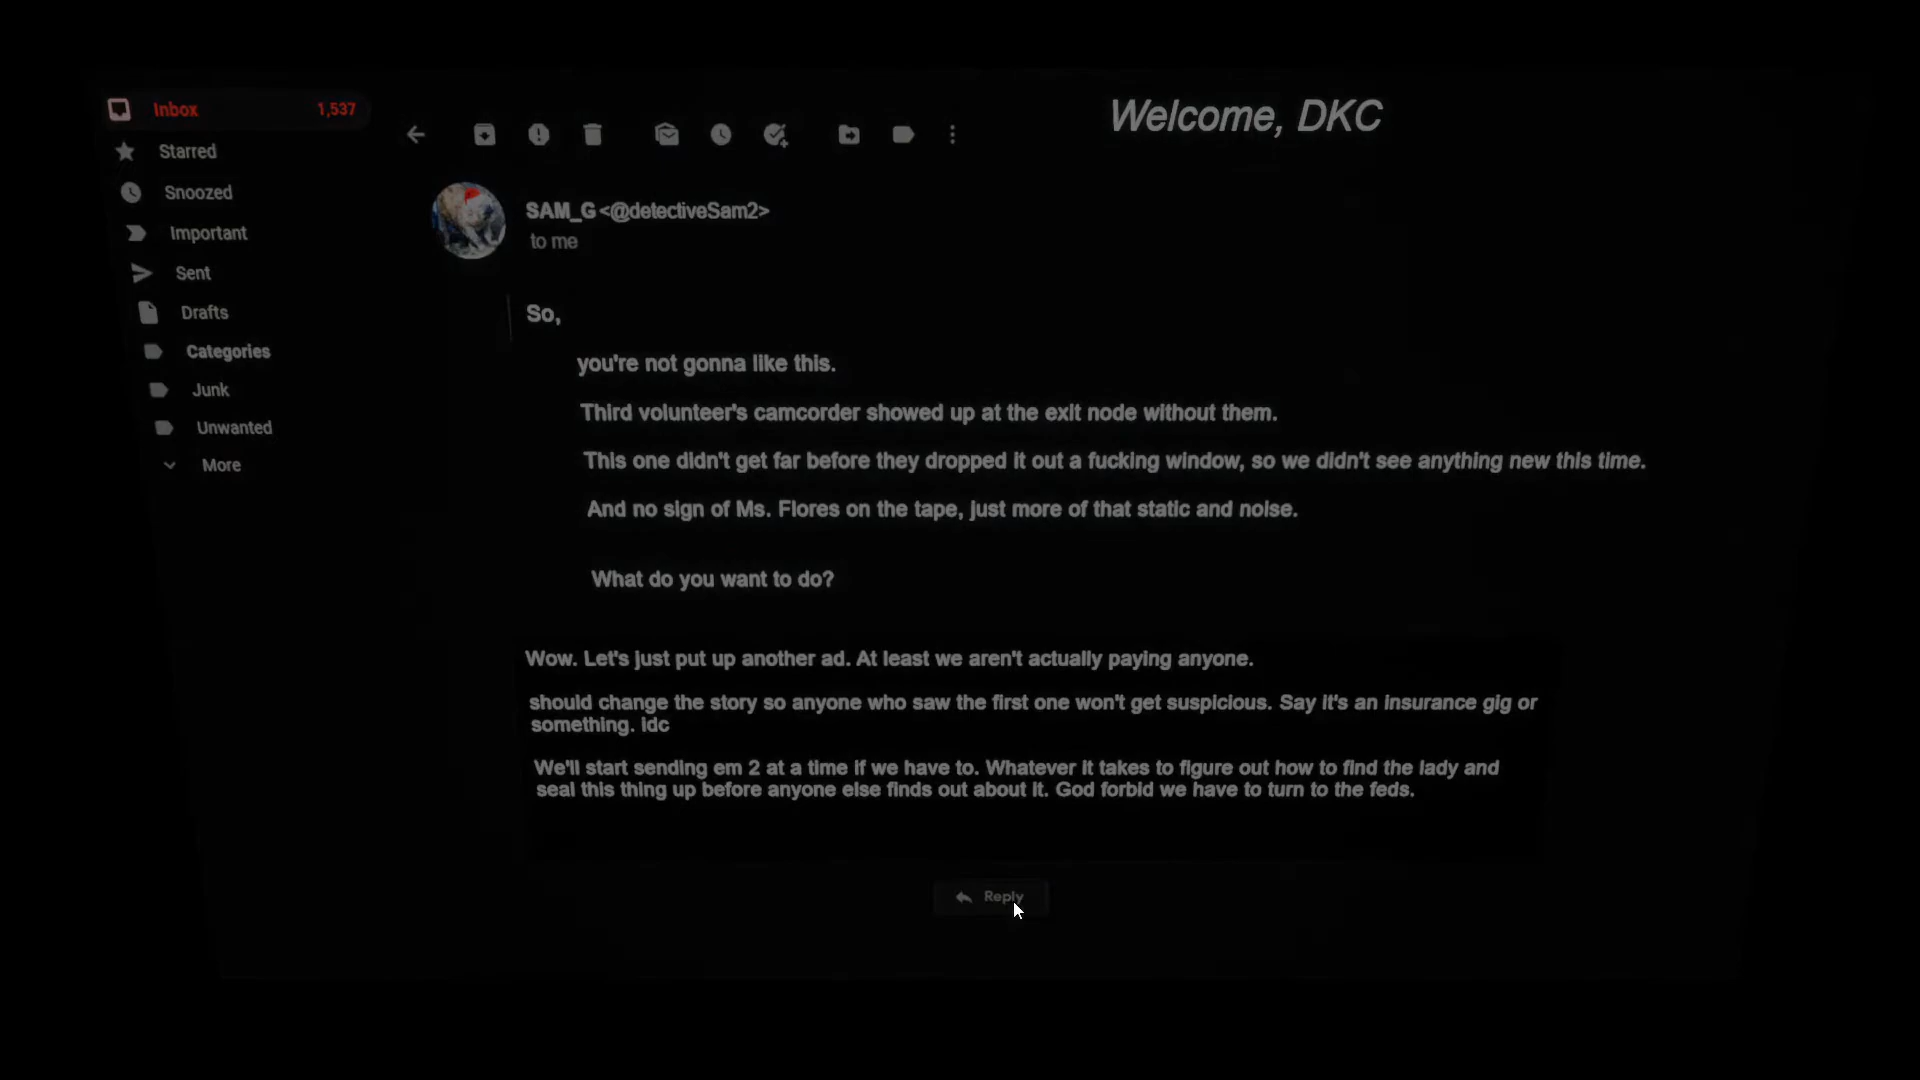 Inbox 1,537
Starred
Snoozed
Important
Sent
Drafts
Categories
Junk
Unwanted
More
Welcome, DKC
SAM_G <@detectiveSam2>
to me
So,
you're not gonna like this.
Third volunteer's camcorder showed up at the exit node without them.
This one didn't get far before they dropped it out a fucking window, so we didn't see anything new this time.
And no sign of Ms. Flores on the tape, just more of that static and noise.
What do you want to do?
Wow. Let's just put up another ad. At least we aren't actually paying anyone.
should change the story so anyone who saw the first one won't get suspicious. Say it's an insurance gig or
something. idc
We'll start sending em 2 at a time if we have to. Whatever it takes to figure out how to find the lady and
seal this thing up before anyone else finds out about it. God forbid we have to turn to the feds.
Reply